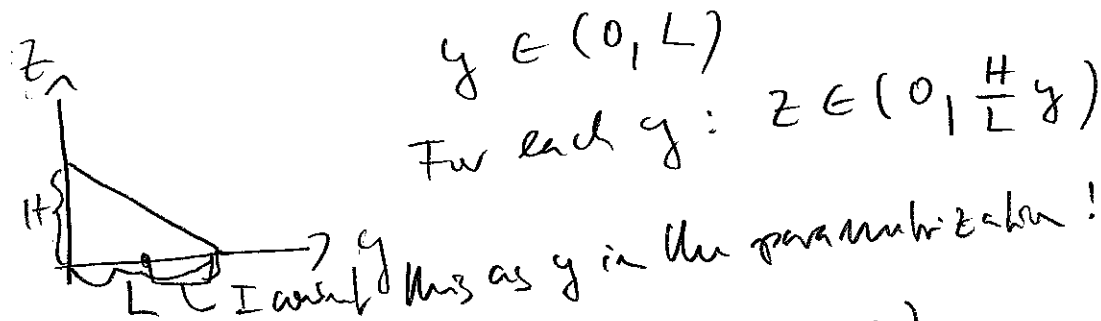 y ∈ (0, L)
For each y : z ∈ (0, H/L y)
z
H
y
L
I want this as y in the parametrization!